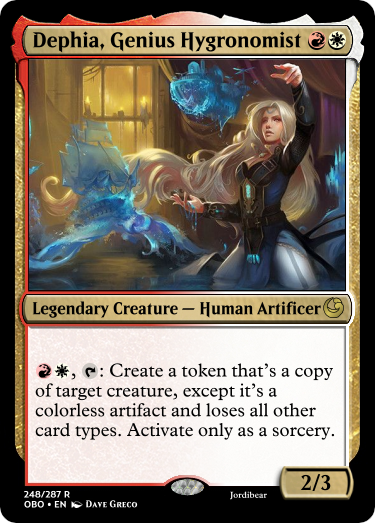 Dephia, Genius Hygronomist
Legendary Creature — Human Artificer
, : Create a token that's a copy
of target creature, except it's a
colorless artifact and loses all other
card types. Activate only as a sorcery.
2/3
248/287 R
OBO • EN Dave Greco
Jordibear